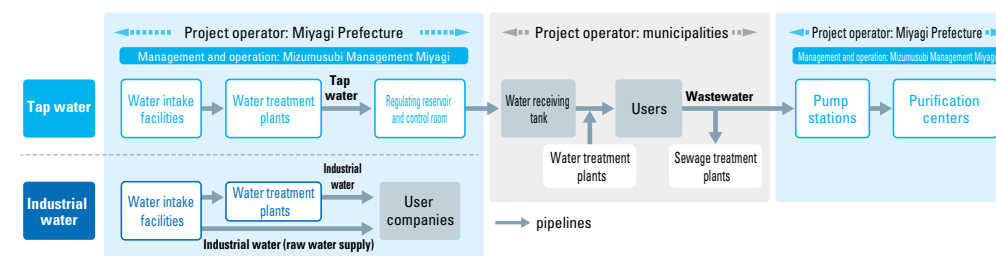 Project operator: Miyagi Prefecture
Management and operation: Mizumusubi Management Miyagi
Project operator: municipalities
Project operator: Miyagi Prefecture
Management and operation: Mizumusubi Management Miyagi
Tap water
Water intake
facilities
Water treatment
plants
Tap
water
Regulating reservoir
and control room
Water receiving
tank
Users
Wastewater
Pump
stations
Purification
centers
Water treatment
plants
Sewage treatment
plants
Industrial
water
Water intake
facilities
Water treatment
plants
Industrial
water
User
companies
Industrial water (raw water supply)
pipelines